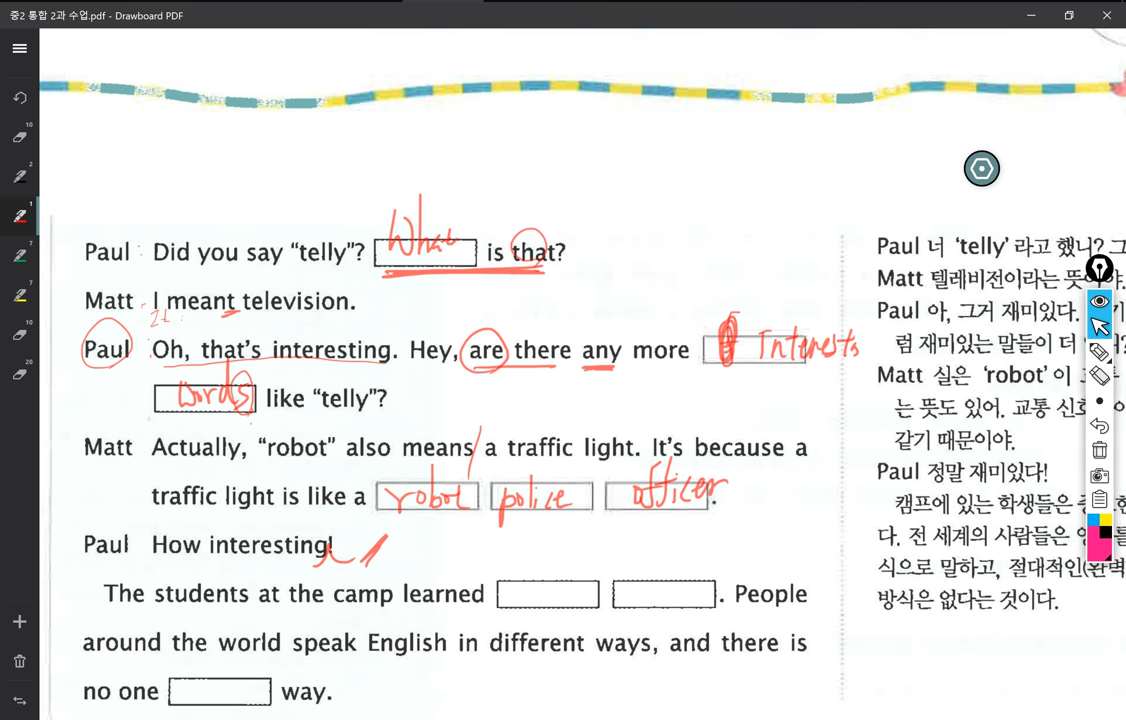 중2 통합 2과 수업.pdf - Drawboard PDF
10
2
1
7
7
10
20
Paul : Did you say “telly”? What is that?
Matt I meant television.
It
Paul Oh, that's interesting. Hey, are there any more Interests
words like “telly”?
Matt Actually, “robot” also means a traffic light. It's because a
traffic light is like a robot police officer.
Paul How interesting!
The students at the camp learned . People
around the world speak English in different ways, and there is
no one way.
Paul 너 ‘telly’ 라고 했니? 그
Matt 텔레비전이라는 뜻
Paul 아, 그거 재미있다.
럼 재미있는 말들이 더
Matt 실은 ‘robot’이
는 뜻도 있어. 교통 신호
같기 때문이야.
Paul 정말 재미있다!
캠프에 있는 학생들은
다. 전 세계의 사람들은
식으로 말하고, 절대적인(완벽
방식은 없다는 것이다.